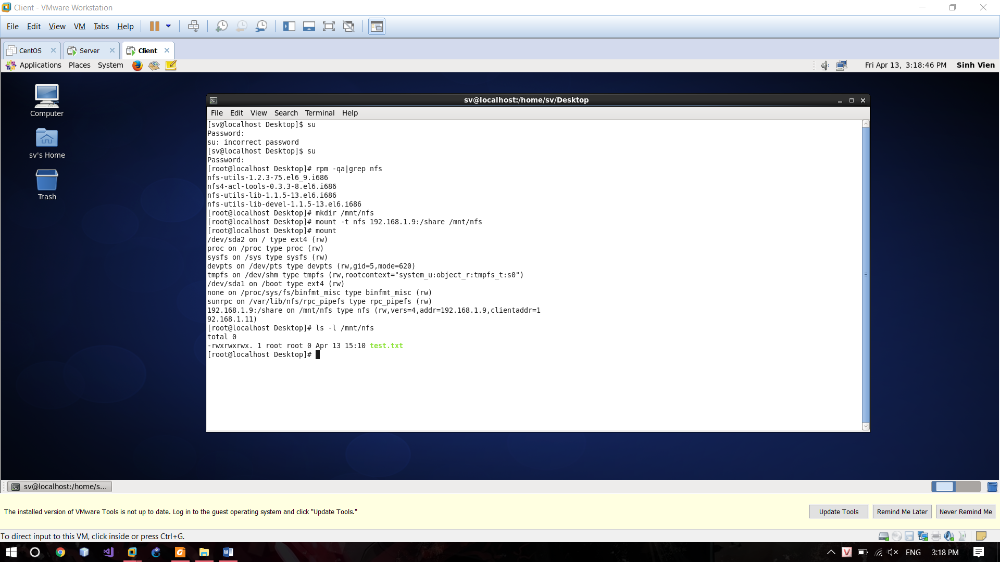 Client - VMware Workstation
File Edit View VM Tabs Help
CentOS Server Client
Applications Places System Fri Apr 13, 3:18:46 PM Sinh Vien
Computer
sv's Home
Trash
sv@localhost:/home/sv/Desktop
File Edit View Search Terminal Help
[sv@localhost Desktop]$ su
Password:
su: incorrect password
[sv@localhost Desktop]$ su
Password:
[root@localhost Desktop]# rpm -qa|grep nfs
nfs-utils-1.2.3-75.el6_9.i686
nfs4-acl-tools-0.3.3-8.el6.i686
nfs-utils-lib-1.1.5-13.el6.i686
nfs-utils-lib-devel-1.1.5-13.el6.i686
[root@localhost Desktop]# mkdir /mnt/nfs
[root@localhost Desktop]# mount -t nfs 192.168.1.9:/share /mnt/nfs
[root@localhost Desktop]# mount
/dev/sda2 on / type ext4 (rw)
proc on /proc type proc (rw)
sysfs on /sys type sysfs (rw)
devpts on /dev/pts type devpts (rw,gid=5,mode=620)
tmpfs on /dev/shm type tmpfs (rw,rootcontext="system_u:object_r:tmpfs_t:s0")
/dev/sda1 on /boot type ext4 (rw)
none on /proc/sys/fs/binfmt_misc type binfmt_misc (rw)
sunrpc on /var/lib/nfs/rpc_pipefs type rpc_pipefs (rw)
192.168.1.9:/share on /mnt/nfs type nfs (rw,vers=4,addr=192.168.1.9,clientaddr=1
92.168.1.11)
[root@localhost Desktop]# ls -l /mnt/nfs
total 0
-rwxrwxrwx. 1 root root 0 Apr 13 15:10 test.txt
[root@localhost Desktop]#
sv@localhost:/home/s...
The installed version of VMware Tools is not up to date. Log in to the guest operating system and click "Update Tools." Update Tools Remind Me Later Never Remind Me
To direct input to this VM, click inside or press Ctrl+G.
ENG 3:18 PM